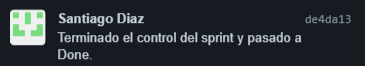 Santiago Diaz de4da13
Terminado el control del sprint y pasado a
Done.